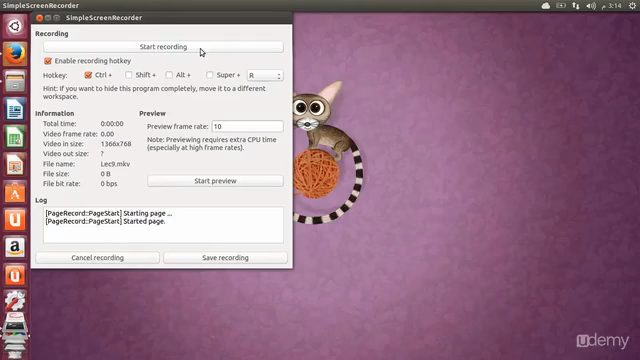 SimpleScreenRecorder
3:14 م
SimpleScreenRecorder
Recording
Start recording
Enable recording hotkey
Hotkey: Ctrl + Shift + Alt + Super + R
Hint: If you want to hide this program completely, move it to a different
workspace.
Information
Total time: 0:00:00
Video frame rate: 0.00
Video in size: 1366x768
Video out size: ?
File name: Lec9.mkv
File size: 0 B
File bit rate: 0 bps
Preview
Preview frame rate: 10
Note: Previewing requires extra CPU time
(especially at high frame rates).
Start preview
Log
[PageRecord::PageStart] Starting page ...
[PageRecord::PageStart] Started page.
Cancel recording
Save recording
udemy